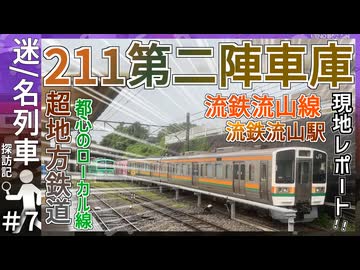 迷/名列車
探訪記
#7
211第二陣車庫
超地方鉄道
都心のローカル線
流鉄流山線
流鉄流山駅
現地レポート!!